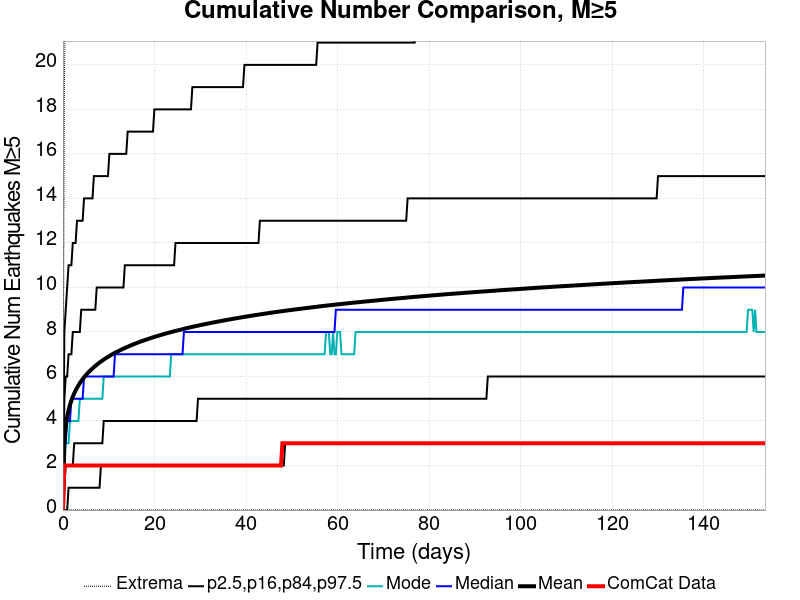 Cumulative Number Comparison, M≥5
Cumulative Num Earthquakes M≥5
20
18
16
14
12
10
8
6
4
2
0
0 20 40 60 80 100 120 140
Time (days)
Extrema p2.5,p16,p84,p97.5 Mode Median Mean ComCat Data